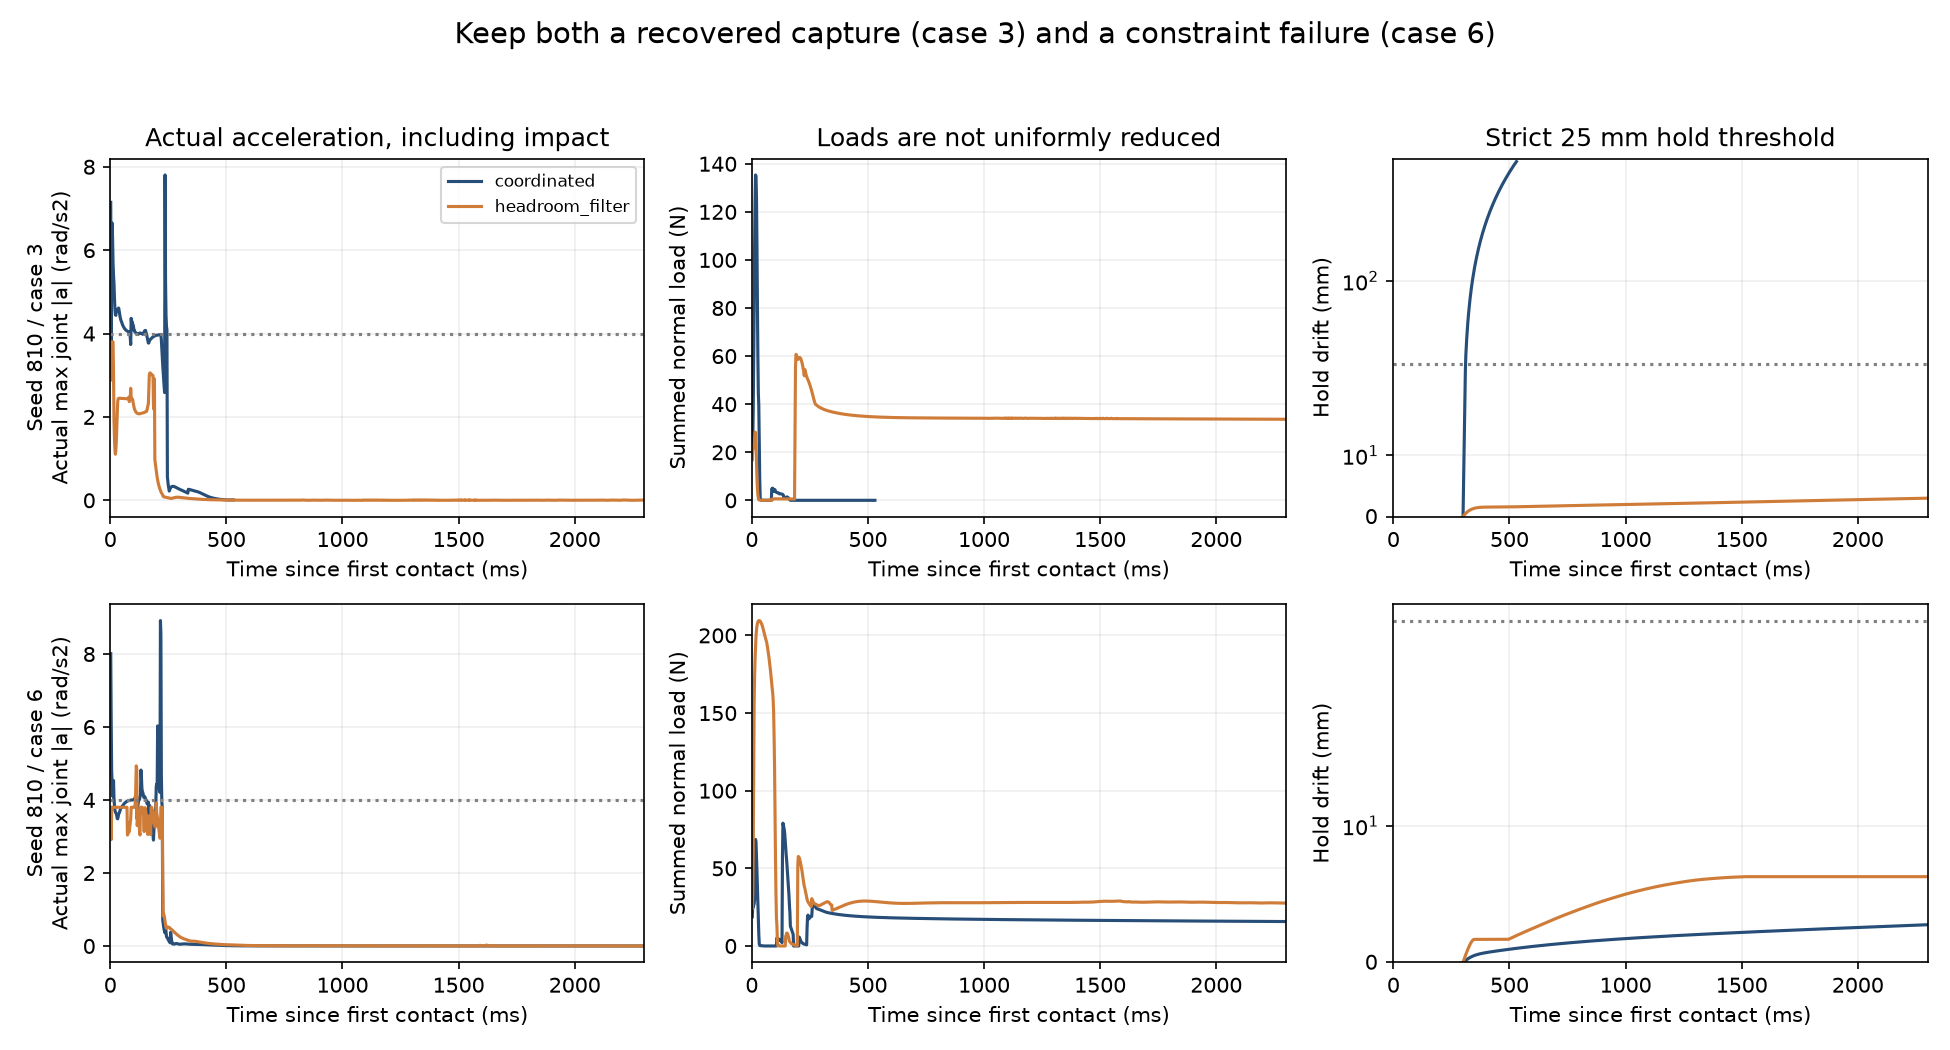 Keep both a recovered capture (case 3) and a constraint failure (case 6)
Actual acceleration, including impact
Seed 810 / case 3
Actual max joint |a| (rad/s2)
8
6
4
2
0
coordinated
headroom_filter
0 500 1000 1500 2000
Time since first contact (ms)
Loads are not uniformly reduced
Summed normal load (N)
140
120
100
80
60
40
20
0
0 500 1000 1500 2000
Time since first contact (ms)
Strict 25 mm hold threshold
Hold drift (mm)
10²
10¹
0
0 500 1000 1500 2000
Time since first contact (ms)
Seed 810 / case 6
Actual max joint |a| (rad/s2)
8
6
4
2
0
0 500 1000 1500 2000
Time since first contact (ms)
Summed normal load (N)
200
150
100
50
0
0 500 1000 1500 2000
Time since first contact (ms)
Hold drift (mm)
10¹
0
0 500 1000 1500 2000
Time since first contact (ms)